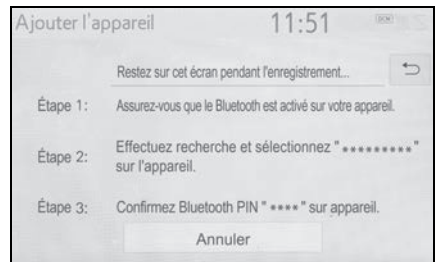 Ajouter l'appareil 11:51 DCM
Restez sur cet écran pendant l'enregistrement...
Étape 1: Assurez-vous que le Bluetooth est activé sur votre appareil.
Étape 2: Effectuez recherche et sélectionnez "*********"
sur l'appareil.
Étape 3: Confirmez Bluetooth PIN "****" sur appareil.
Annuler